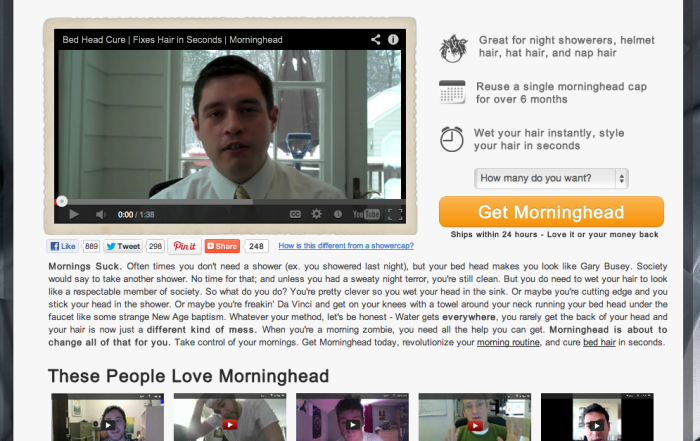 Bed Head Cure | Fixes Hair in Seconds | Morninghead
0:00 / 1:38
CC
YouTube
Great for night showerers, helmet
hair, hat hair, and nap hair
Reuse a single morninghead cap
for over 6 months
Wet your hair instantly, style
your hair in seconds
How many do you want?
Get Morninghead
Ships within 24 hours - Love it or your money back
Like 889 Tweet 298 Pin it Share 248 How is this different from a showercap?
Mornings Suck. Often times you don't need a shower (ex. you showered last night), but your bed head makes you look like Gary Busey. Society
would say to take another shower. No time for that; and unless you had a sweaty night terror, you're still clean. But you do need to wet your hair to look
like a respectable member of society. So what do you do? You're pretty clever so you wet your head in the sink. Or maybe you're cutting edge and you
stick your head in the shower. Or maybe you're freakin' Da Vinci and get on your knees with a towel around your neck running your bed head under the
faucet like some strange New Age baptism. Whatever your method, let's be honest - Water gets everywhere, you rarely get the back of your head and
your hair is now just a different kind of mess. When you're a morning zombie, you need all the help you can get. Morninghead is about to
change all of that for you. Take control of your mornings. Get Morninghead today, revolutionize your morning routine, and cure bed hair in seconds.
These People Love Morninghead